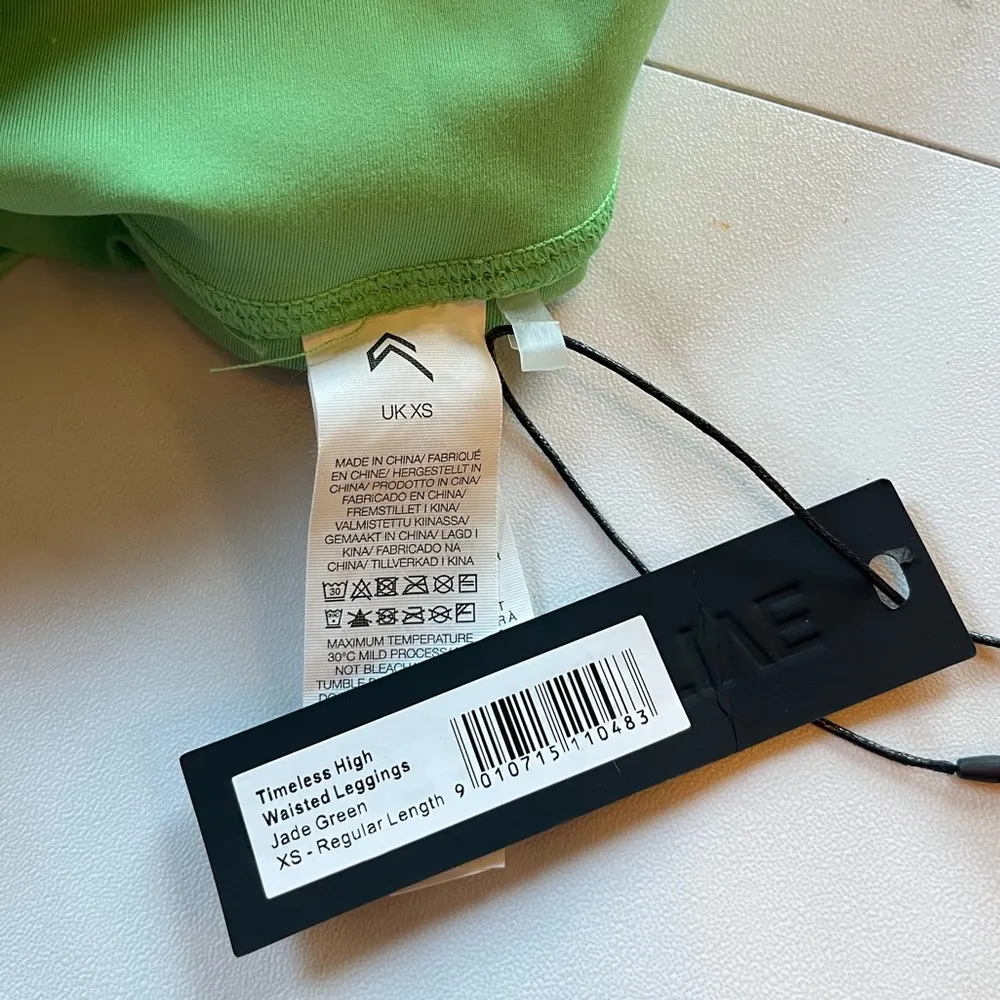 UK XS
MADE IN CHINA/ FABRIQUÉ
EN CHINE/ HERGESTELLT IN
CHINA/ PRODOTTO IN CINA/
FABRICADO EN CHINA/
FREMSTILLET I KINA/
VALMISTETTU KIINASSA/
GEMAAKT IN CHINA/ LAGD I
KINA/ FABRICADO NA
CHINA/ TILLVERKAD I KINA
30
MAXIMUM TEMPERATURE
30°C MILD PROCESS/
NOT BLEACH
TUMBLE
Timeless High
Waisted Leggings
Jade Green
XS - Regular Length
9 010715 110483